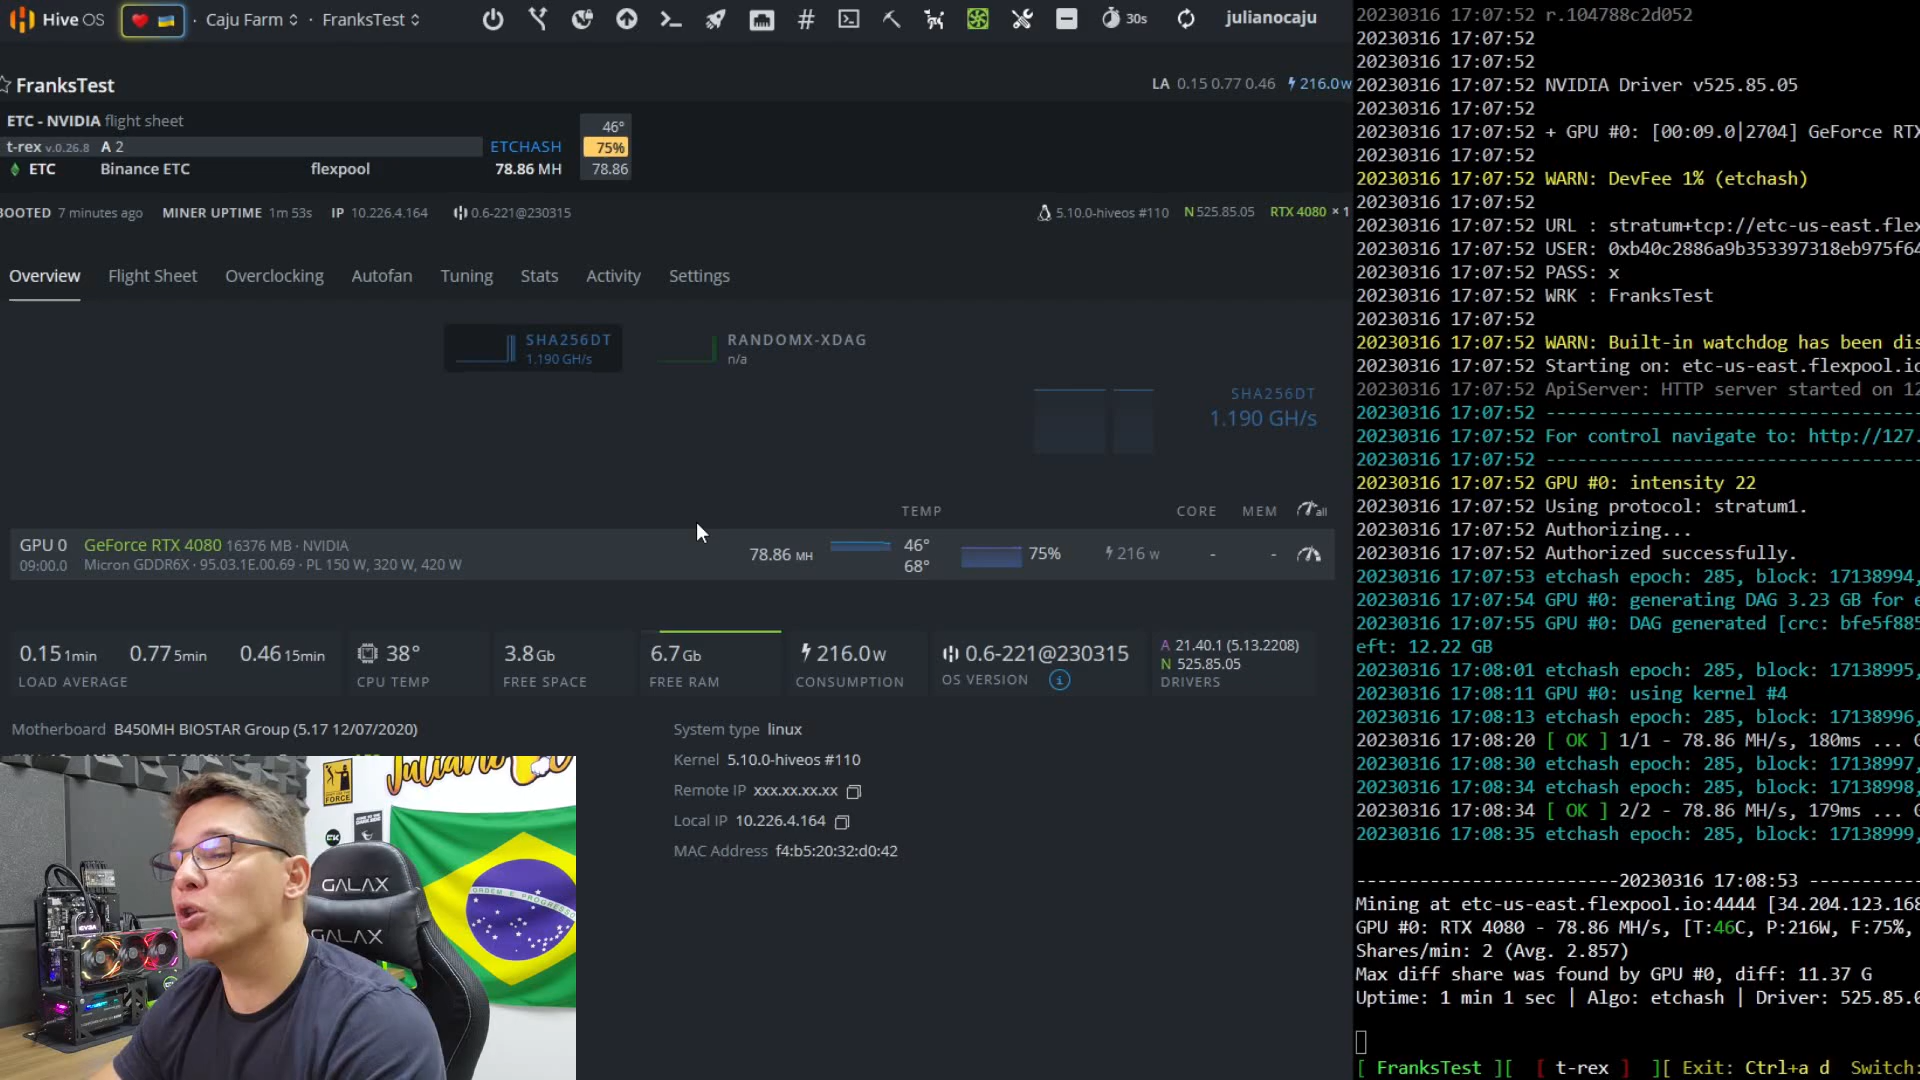 Hive OS
Caju Farm
FranksTest
30s
julianocaju
FranksTest
LA 0.15 0.77 0.46 216.0w
ETC - NVIDIA flight sheet
46°
t-rex v.0.26.8 A 2 ETCHASH 75%
ETC Binance ETC flexpool 78.86 MH 78.86
BOOTED 7 minutes ago MINER UPTIME 1m 53s IP 10.226.4.164 0.6-221@230315 5.10.0-hiveos #110 N 525.85.05 RTX 4080 × 1
Overview Flight Sheet Overclocking Autofan Tuning Stats Activity Settings
SHA256DT
1.190 GH/s
RANDOMX-XDAG
n/a
SHA256DT
1.190 GH/s
TEMP CORE MEM all
GPU 0 GeForce RTX 4080 16376 MB · NVIDIA 78.86 MH 46° 75% 216 W - -
09:00.0 Micron GDDR6X · 95.03.1E.00.69 · PL 150 W, 320 W, 420 W 68°
0.15 1min 0.77 5min 0.46 15min
LOAD AVERAGE
38°
CPU TEMP
3.8 Gb
FREE SPACE
6.7 Gb
FREE RAM
216.0 W
CONSUMPTION
0.6-221@230315
OS VERSION
A 21.40.1 (5.13.2208)
N 525.85.05
DRIVERS
Motherboard B450MH BIOSTAR Group (5.17 12/07/2020)
System type linux
Kernel 5.10.0-hiveos #110
Remote IP xxx.xx.xx.xx
Local IP 10.226.4.164
MAC Address f4:b5:20:32:d0:42
20230316 17:07:52 r.104788c2d052
20230316 17:07:52
20230316 17:07:52
20230316 17:07:52 NVIDIA Driver v525.85.05
20230316 17:07:52
20230316 17:07:52 + GPU #0: [00:09.0|2704] GeForce RTX
20230316 17:07:52
20230316 17:07:52 WARN: DevFee 1% (etchash)
20230316 17:07:52
20230316 17:07:52 URL : stratum+tcp://etc-us-east.flex
20230316 17:07:52 USER: 0xb40c2886a9b353397318eb975f64
20230316 17:07:52 PASS: x
20230316 17:07:52 WRK : FranksTest
20230316 17:07:52
20230316 17:07:52 WARN: Built-in watchdog has been dis
20230316 17:07:52 Starting on: etc-us-east.flexpool.io
20230316 17:07:52 ApiServer: HTTP server started on 12
20230316 17:07:52 ------------------------------------
20230316 17:07:52 For control navigate to: http://127.
20230316 17:07:52 ------------------------------------
20230316 17:07:52 GPU #0: intensity 22
20230316 17:07:52 Using protocol: stratum1.
20230316 17:07:52 Authorizing...
20230316 17:07:52 Authorized successfully.
20230316 17:07:53 etchash epoch: 285, block: 17138994,
20230316 17:07:54 GPU #0: generating DAG 3.23 GB for e
20230316 17:07:55 GPU #0: DAG generated [crc: bfe5f885
eft: 12.22 GB
20230316 17:08:01 etchash epoch: 285, block: 17138995,
20230316 17:08:11 GPU #0: using kernel #4
20230316 17:08:13 etchash epoch: 285, block: 17138996,
20230316 17:08:20 [ OK ] 1/1 - 78.86 MH/s, 180ms ... G
20230316 17:08:30 etchash epoch: 285, block: 17138997,
20230316 17:08:34 etchash epoch: 285, block: 17138998,
20230316 17:08:34 [ OK ] 2/2 - 78.86 MH/s, 179ms ... G
20230316 17:08:35 etchash epoch: 285, block: 17138999,
-------------------------20230316 17:08:53 ------------
Mining at etc-us-east.flexpool.io:4444 [34.204.123.168
GPU #0: RTX 4080 - 78.86 MH/s, [T:46C, P:216W, F:75%,
Shares/min: 2 (Avg. 2.857)
Max diff share was found by GPU #0, diff: 11.37 G
Uptime: 1 min 1 sec | Algo: etchash | Driver: 525.85.0
[ FranksTest ][ [ t-rex ] ][ Exit: Ctrl+a d Switch:
Juliano
FORCE
GALAX
GALAX
ORDEM E PROGRESSO
EVGA